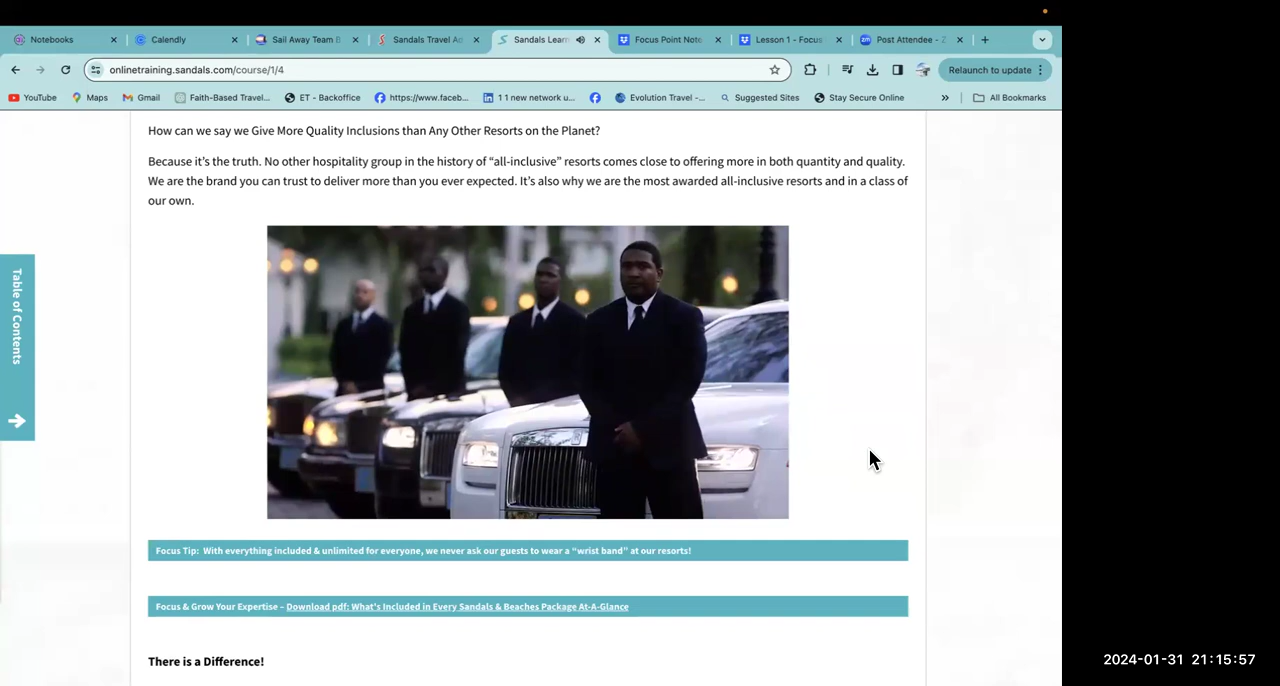 Notebooks
Calendly
Sail Away Team B
Sandals Travel Ad
Sandals Learn
Focus Point Note
Lesson 1 - Focus
Post Attendee - Z
onlinetraining.sandals.com/course/1/4
Relaunch to update
YouTube
Maps
Gmail
Faith-Based Travel...
ET - Backoffice
https://www.faceb...
1 1 new network u...
Evolution Travel -...
Suggested Sites
Stay Secure Online
All Bookmarks
How can we say we Give More Quality Inclusions than Any Other Resorts on the Planet?
Because it’s the truth. No other hospitality group in the history of “all-inclusive” resorts comes close to offering more in both quantity and quality.
We are the brand you can trust to deliver more than you ever expected. It’s also why we are the most awarded all-inclusive resorts and in a class of
our own.
Table of Contents
Focus Tip: With everything included & unlimited for everyone, we never ask our guests to wear a “wrist band” at our resorts!
Focus & Grow Your Expertise – Download pdf: What's Included in Every Sandals & Beaches Package At-A-Glance
There is a Difference!
2024-01-31 21:15:57